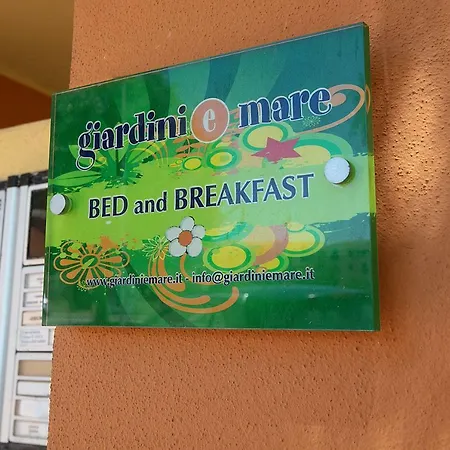 giardini e mare
BED and BREAKFAST
www.giardiniemare.it - info@giardiniemare.it